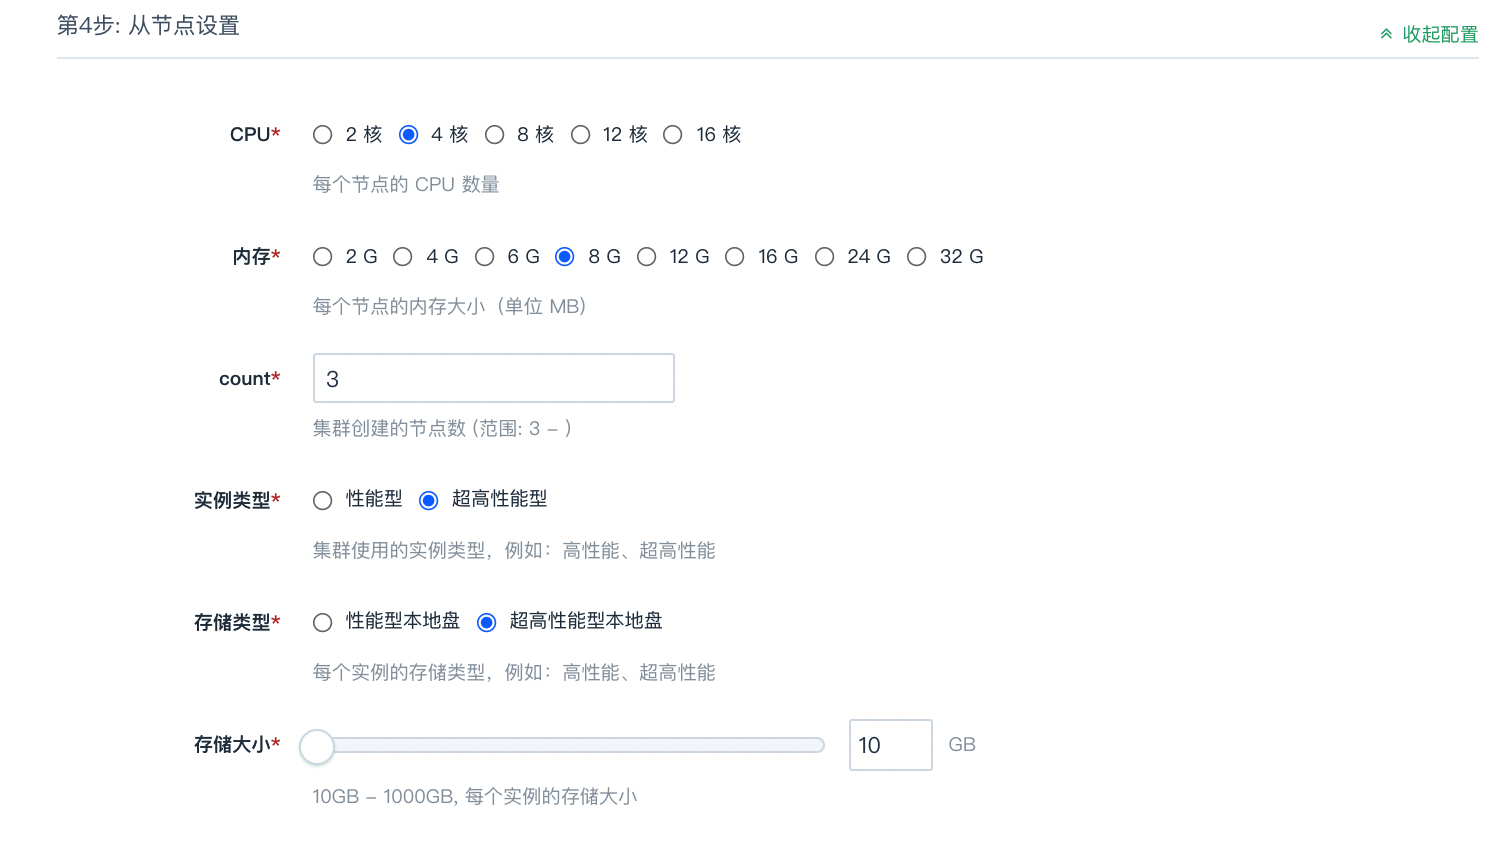 第4步: 从节点设置
收起配置
CPU* 2 核 4 核 8 核 12 核 16 核
每个节点的 CPU 数量
内存* 2 G 4 G 6 G 8 G 12 G 16 G 24 G 32 G
每个节点的内存大小（单位 MB）
count* 3
集群创建的节点数 (范围: 3 – )
实例类型* 性能型 超高性能型
集群使用的实例类型，例如：高性能、超高性能
存储类型* 性能型本地盘 超高性能型本地盘
每个实例的存储类型，例如：高性能、超高性能
存储大小* 10 GB
10GB – 1000GB, 每个实例的存储大小